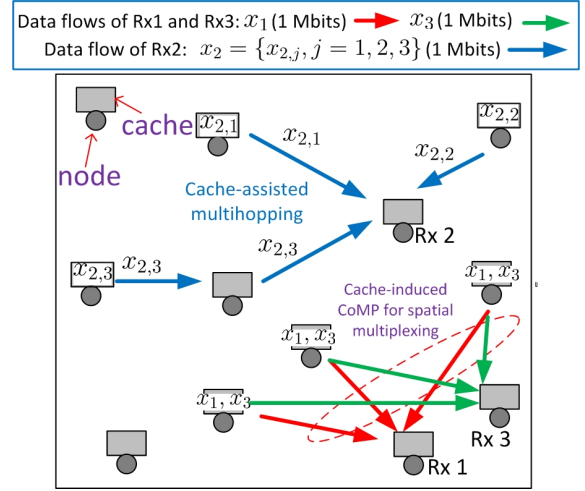 Data flows of Rx1 and Rx3: x₁ (1 Mbits) x₃ (1 Mbits)
Data flow of Rx2: x₂ = {x₂,ⱼ, j = 1, 2, 3} (1 Mbits)
cache
node
x₂,₁
x₂,₁
x₂,₂
x₂,₂
Cache-assisted
multihopping
Rx 2
x₂,₃
x₂,₃
x₂,₃
x₁, x₃
Cache-induced
CoMP for spatial
multiplexing
x₁, x₃
x₁, x₃
Rx 3
Rx 1